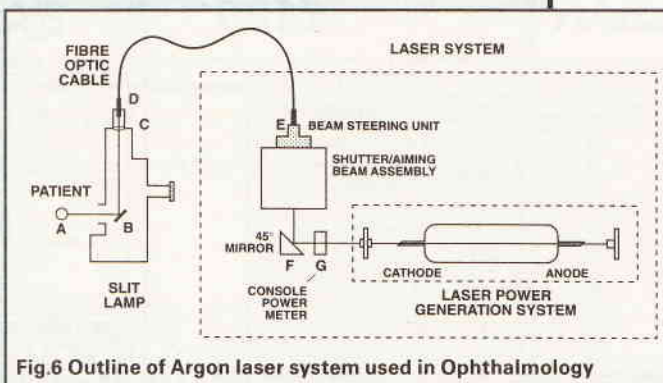 FIBRE
OPTIC
CABLE
LASER SYSTEM
D
C
E BEAM STEERING UNIT
SHUTTER/AIMING
BEAM ASSEMBLY
PATIENT
A
B
45°
MIRROR
F
G
CATHODE
ANODE
SLIT
LAMP
CONSOLE
POWER
METER
LASER POWER
GENERATION SYSTEM
Fig.6 Outline of Argon laser system used in Ophthalmology